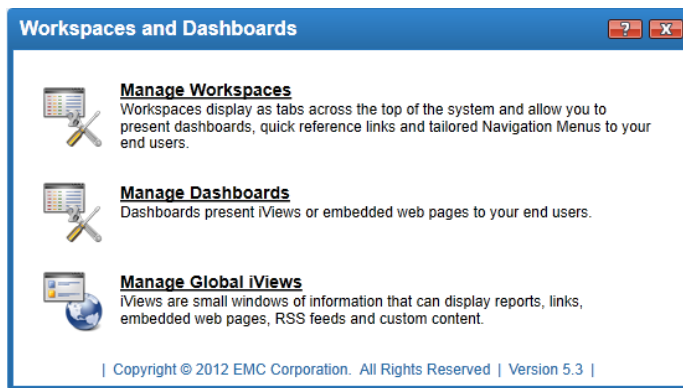 Workspaces and Dashboards
? X
Manage Workspaces
Workspaces display as tabs across the top of the system and allow you to
present dashboards, quick reference links and tailored Navigation Menus to your
end users.
Manage Dashboards
Dashboards present iViews or embedded web pages to your end users.
Manage Global iViews
iViews are small windows of information that can display reports, links,
embedded web pages, RSS feeds and custom content.
| Copyright © 2012 EMC Corporation. All Rights Reserved | Version 5.3 |